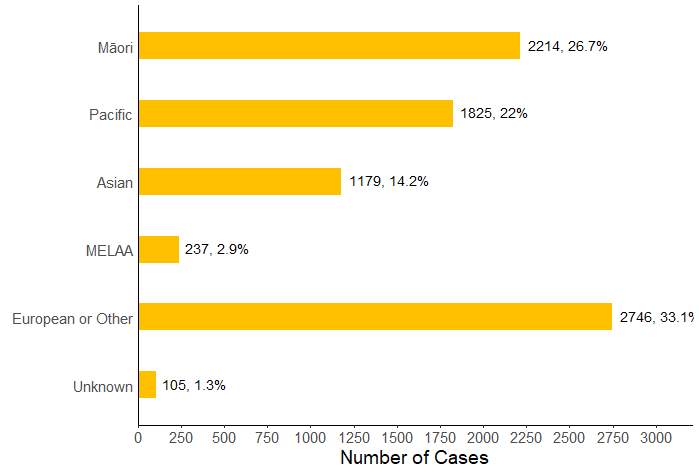 Māori
2214, 26.7%
Pacific
1825, 22%
Asian
1179, 14.2%
MELAA
237, 2.9%
European or Other
2746, 33.1%
Unknown
105, 1.3%
0 250 500 750 1000 1250 1500 1750 2000 2250 2500 2750 3000
Number of Cases